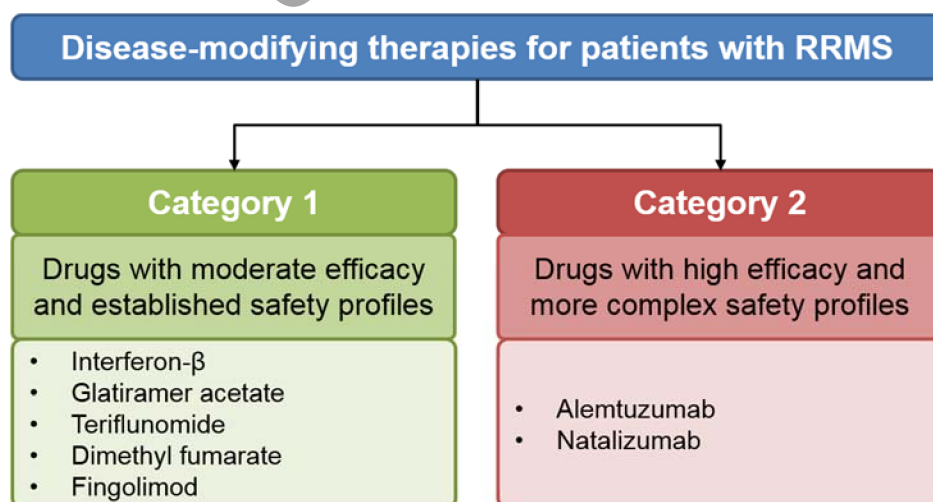 Disease-modifying therapies for patients with RRMS
Category 1
Drugs with moderate efficacy
and established safety profiles
• Interferon-β
• Glatiramer acetate
• Teriflunomide
• Dimethyl fumarate
• Fingolimod
Category 2
Drugs with high efficacy and
more complex safety profiles
• Alemtuzumab
• Natalizumab